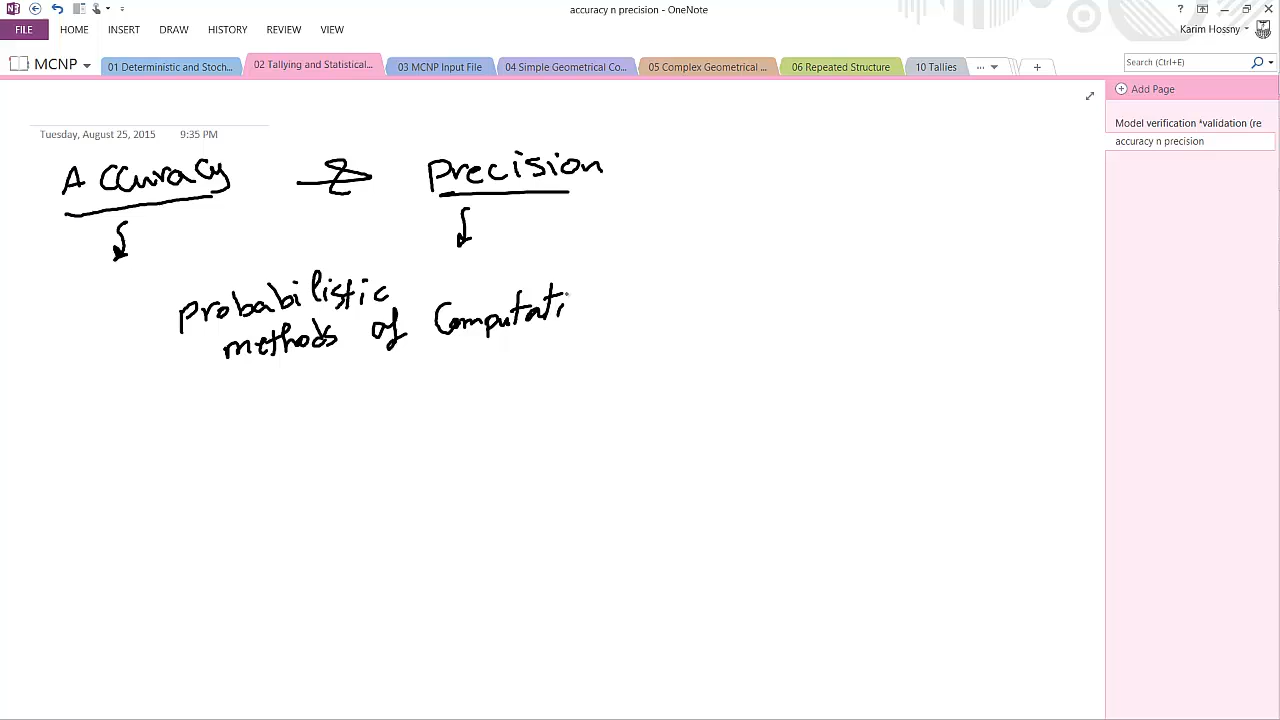 accuracy n precision - OneNote
FILE HOME INSERT DRAW HISTORY REVIEW VIEW
Karim Hossny
MCNP
01 Deterministic and Stoch...
02 Tallying and Statistical...
03 MCNP Input File
04 Simple Geometrical Co...
05 Complex Geometrical ...
06 Repeated Structure
10 Tallies
Search (Ctrl+E)
Add Page
Model verification *validation (re
accuracy n precision
Tuesday, August 25, 2015 9:35 PM
Accuracy Precision
Probabilistic
methods of Computati